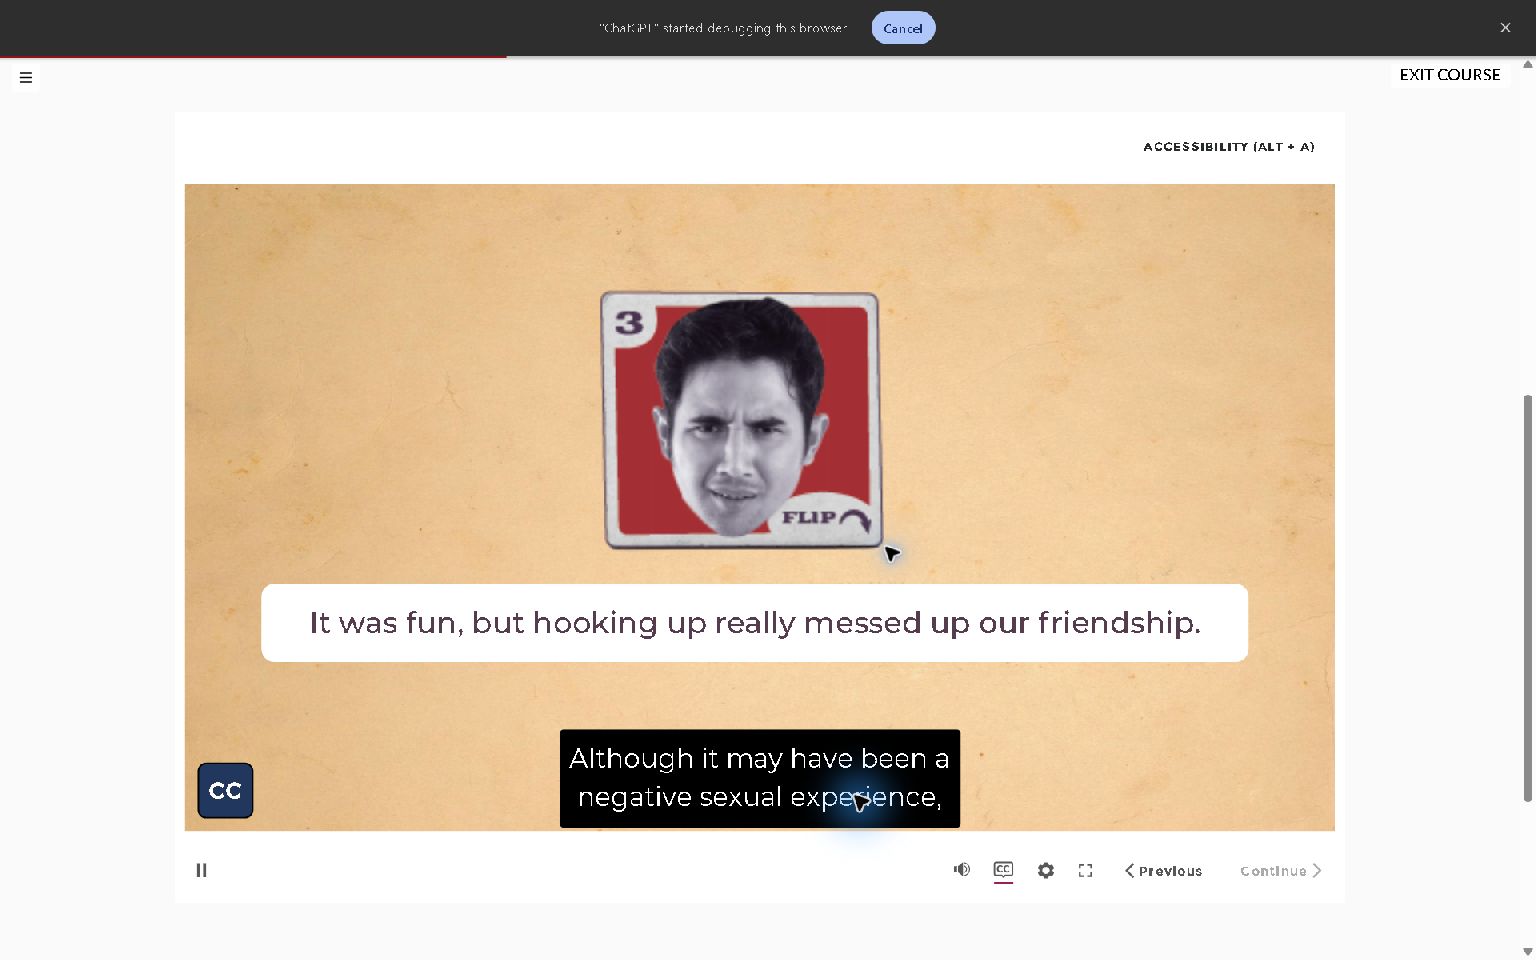 "ChatGPT" started debugging this browser
Cancel
EXIT COURSE
ACCESSIBILITY (ALT + A)
3
FLIP
It was fun, but hooking up really messed up our friendship.
Although it may have been a
negative sexual experience,
CC
CC
Previous
Continue